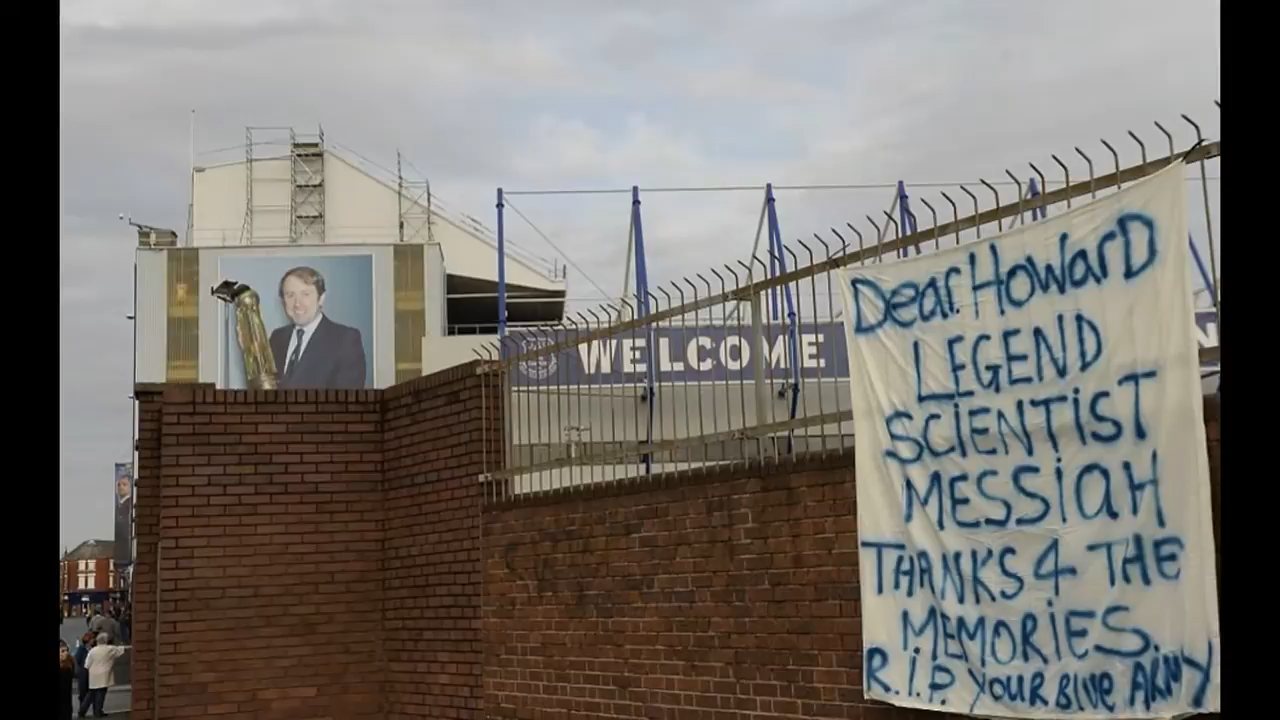 WELCOME
N
Dear Howard
LEGEND
SCIENTIST
MESSIAH
THANKS 4 THE
MEMORIES.
R.I.P. YOUR BLUE ARMY